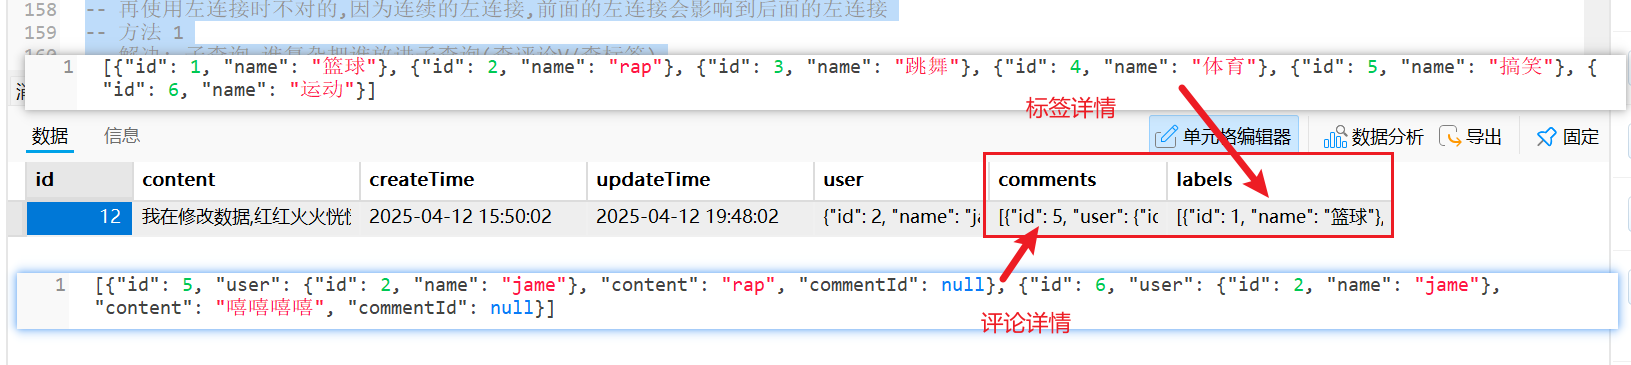 158 -- 再使用左连接时不对的,因为连续的左连接,前面的左连接会影响到后面的左连接
159 -- 方法 1
1 [{"id": 1, "name": "篮球"}, {"id": 2, "name": "rap"}, {"id": 3, "name": "跳舞"}, {"id": 4, "name": "体育"}, {"id": 5, "name": "搞笑"}, {
"id": 6, "name": "运动"}]
标签详情
数据 信息 单元格编辑器 数据分析 导出 固定
id content createTime updateTime user comments labels
12 我在修改数据,红红火火恍 2025-04-12 15:50:02 2025-04-12 19:48:02 {"id": 2, "name": "ja [{"id": 5, "user": {"id [{"id": 1, "name": "篮球"},
1 [{"id": 5, "user": {"id": 2, "name": "jame"}, "content": "rap", "commentId": null}, {"id": 6, "user": {"id": 2, "name": "jame"},
"content": "嘻嘻嘻嘻", "commentId": null}]
评论详情